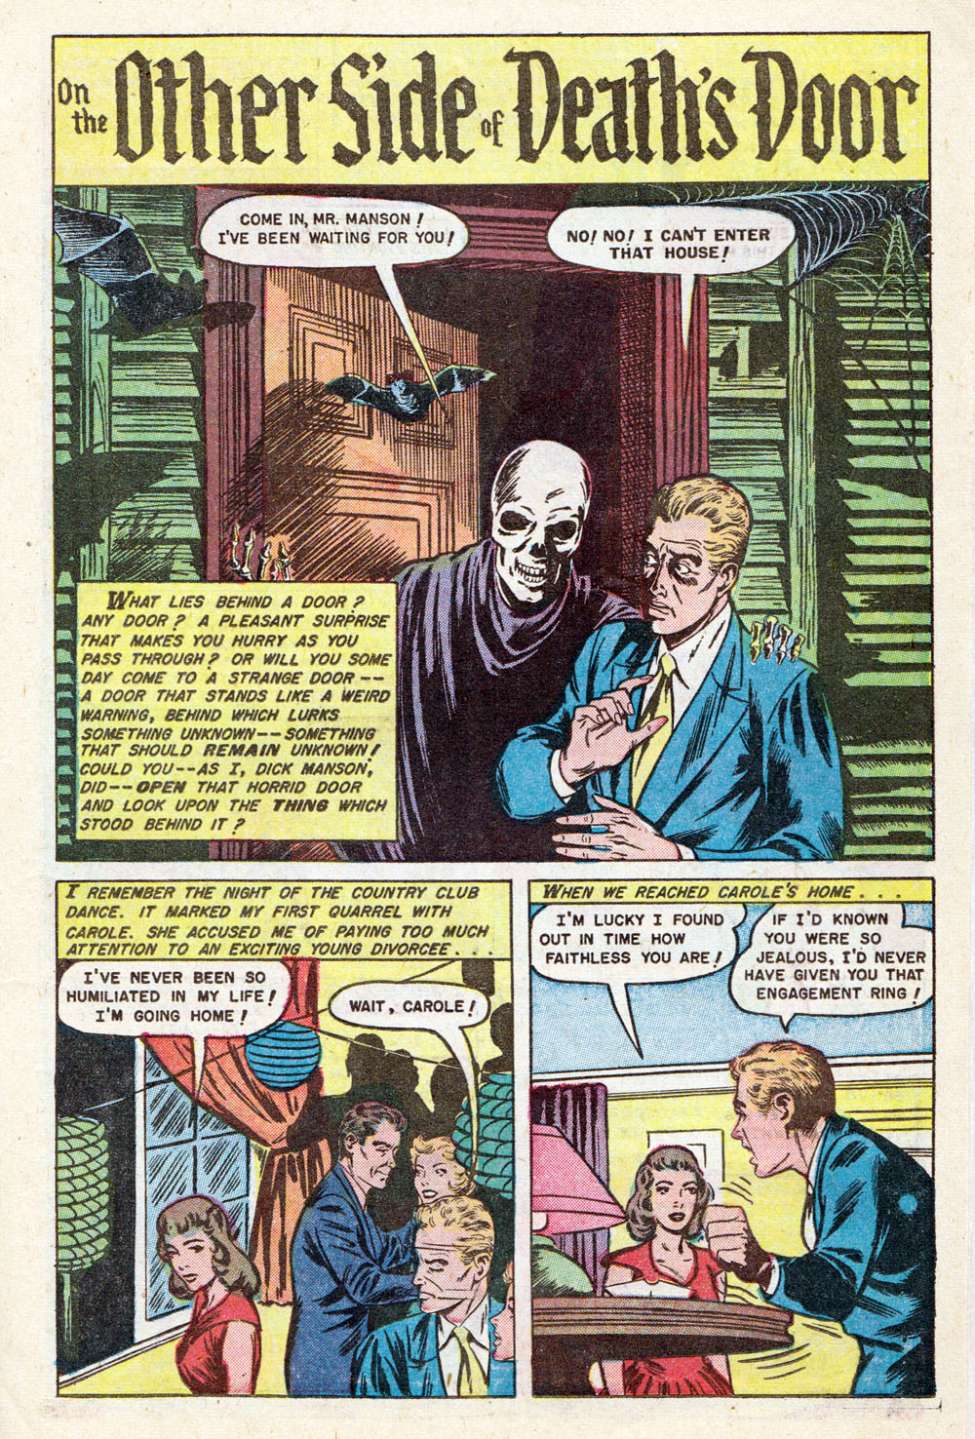 On the Other Side of Death's Door
COME IN, MR. MANSON!
I'VE BEEN WAITING FOR YOU!
NO! NO! I CAN'T ENTER
THAT HOUSE!
WHAT LIES BEHIND A DOOR?
ANY DOOR? A PLEASANT SURPRISE
THAT MAKES YOU HURRY AS YOU
PASS THROUGH? OR WILL YOU SOME
DAY COME TO A STRANGE DOOR--
A DOOR THAT STANDS LIKE A WEIRD
WARNING, BEHIND WHICH LURKS
SOMETHING UNKNOWN--SOMETHING
THAT SHOULD REMAIN UNKNOWN!
COULD YOU--AS I, DICK MANSON,
DID--OPEN THAT HORRID DOOR
AND LOOK UPON THE THING WHICH
STOOD BEHIND IT?
I REMEMBER THE NIGHT OF THE COUNTRY CLUB
DANCE. IT MARKED MY FIRST QUARREL WITH
CAROLE. SHE ACCUSED ME OF PAYING TOO MUCH
ATTENTION TO AN EXCITING YOUNG DIVORCEE...
I'VE NEVER BEEN SO
HUMILIATED IN MY LIFE!
I'M GOING HOME!
WAIT, CAROLE!
WHEN WE REACHED CAROLE'S HOME....
I'M LUCKY I FOUND
OUT IN TIME HOW
FAITHLESS YOU ARE!
IF I'D KNOWN
YOU WERE SO
JEALOUS, I'D NEVER
HAVE GIVEN YOU THAT
ENGAGEMENT RING!